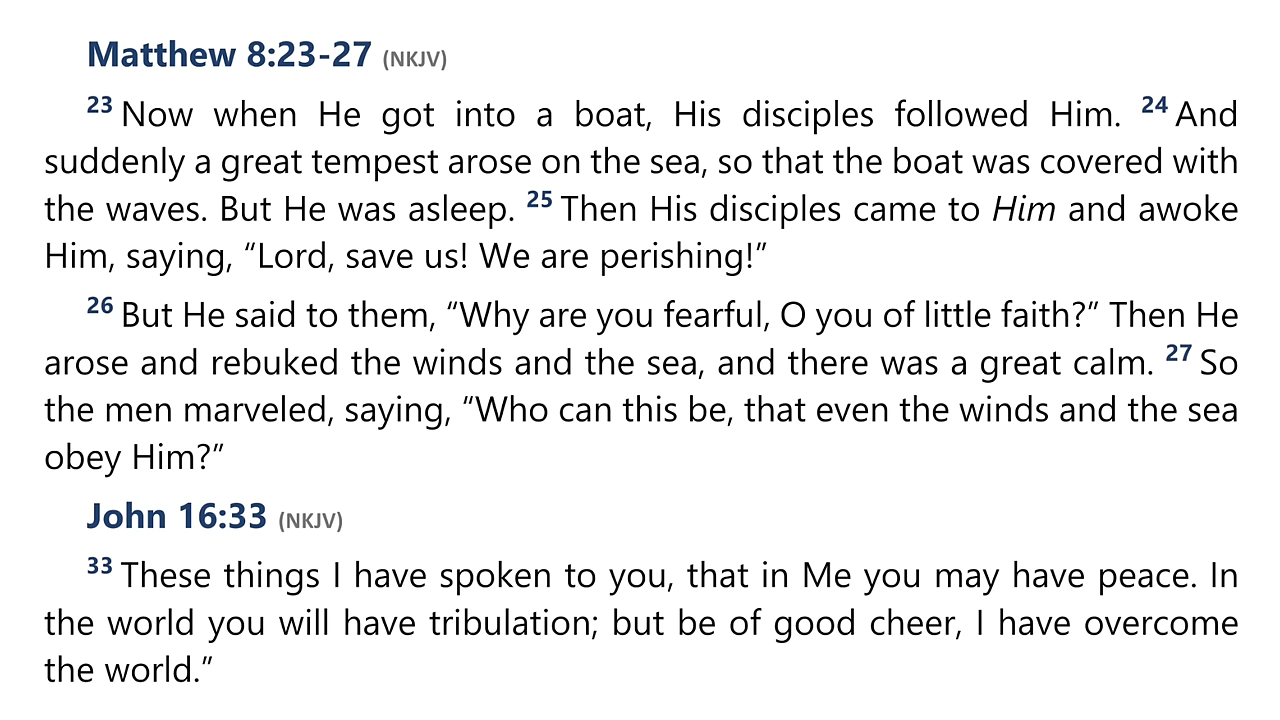 Matthew 8:23-27 (NKJV)
23 Now when He got into a boat, His disciples followed Him. 24 And
suddenly a great tempest arose on the sea, so that the boat was covered with
the waves. But He was asleep. 25 Then His disciples came to Him and awoke
Him, saying, “Lord, save us! We are perishing!”
26 But He said to them, “Why are you fearful, O you of little faith?” Then He
arose and rebuked the winds and the sea, and there was a great calm. 27 So
the men marveled, saying, “Who can this be, that even the winds and the sea
obey Him?”
John 16:33 (NKJV)
33 These things I have spoken to you, that in Me you may have peace. In
the world you will have tribulation; but be of good cheer, I have overcome
the world.”